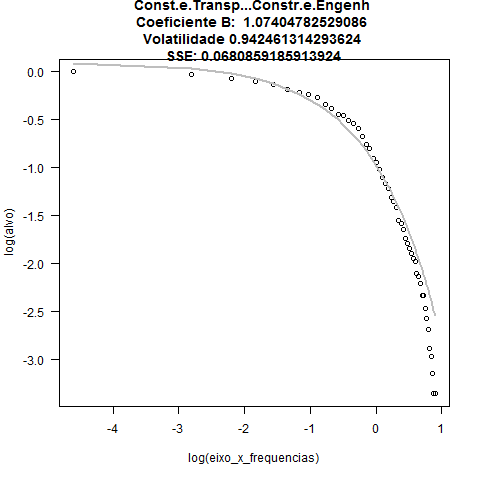 Const.e.Transp...Constr.e.Engenh
Coeficiente B:  1.07404782529086
Volatilidade 0.942461314293624
SSE: 0.0680859185913924
0.0
-0.5
-1.0
-1.5
-2.0
-2.5
-3.0
log(alvo)
-4 -3 -2 -1 0 1
log(eixo_x_frequencias)